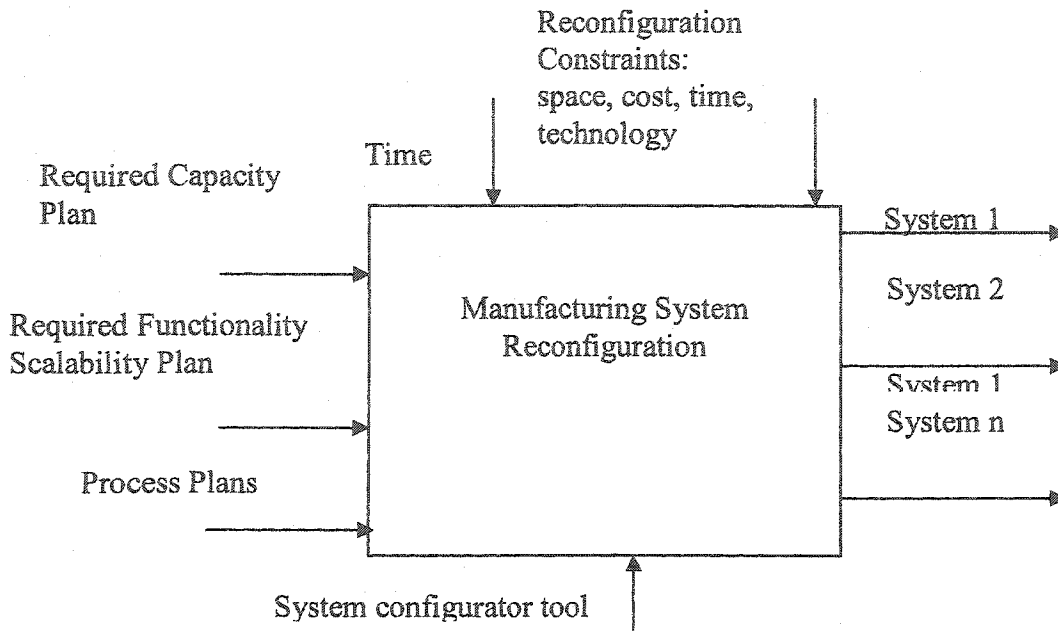 Reconfiguration
Constraints:
space, cost, time,
technology
Time
Required Capacity
Plan
System 1
System 2
Manufacturing System
Reconfiguration
Required Functionality
Scalability Plan
System 1
System n
Process Plans
System configurator tool